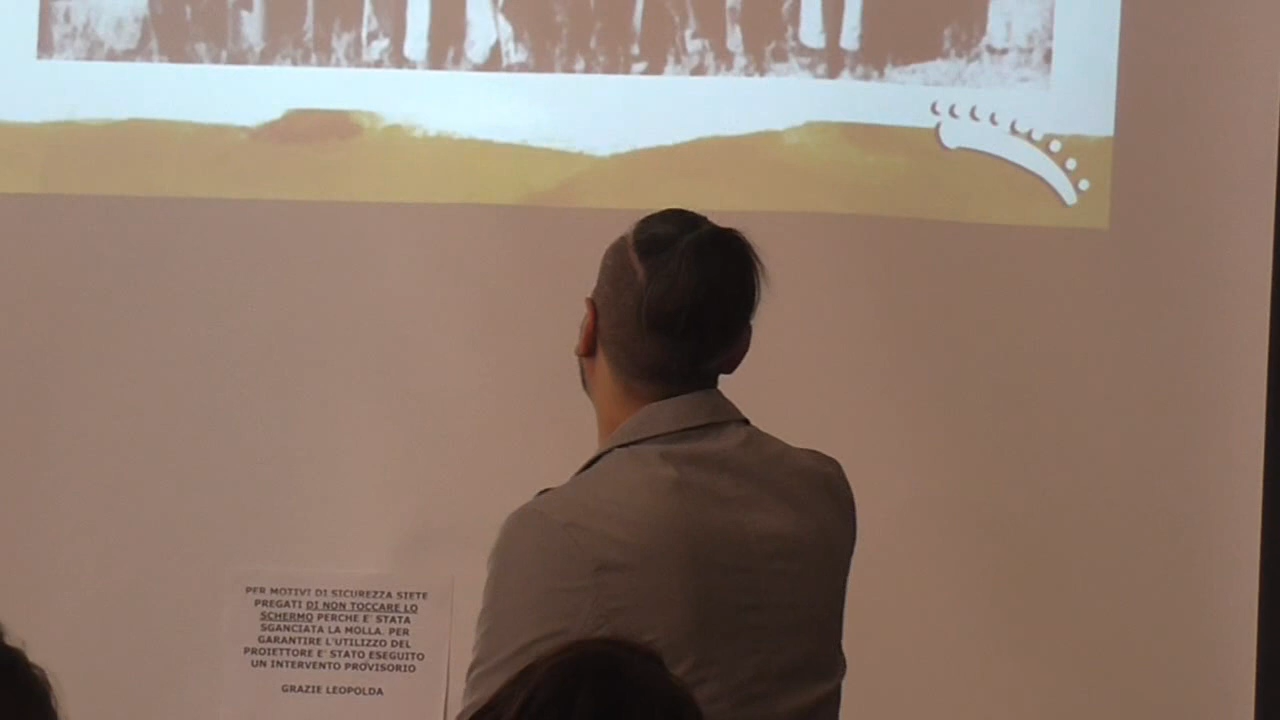 PER MOTIVI DI SICUREZZA SIETE
PREGATI DI NON TOCCARE LO
SCHERMO PERCHE E' STATA
SGANCIATA LA MOLLA. PER
GARANTIRE L'UTILIZZO DEL
PROIETTORE E' STATO ESEGUITO
UN INTERVENTO PROVISORIO
GRAZIE LEOPOLDA